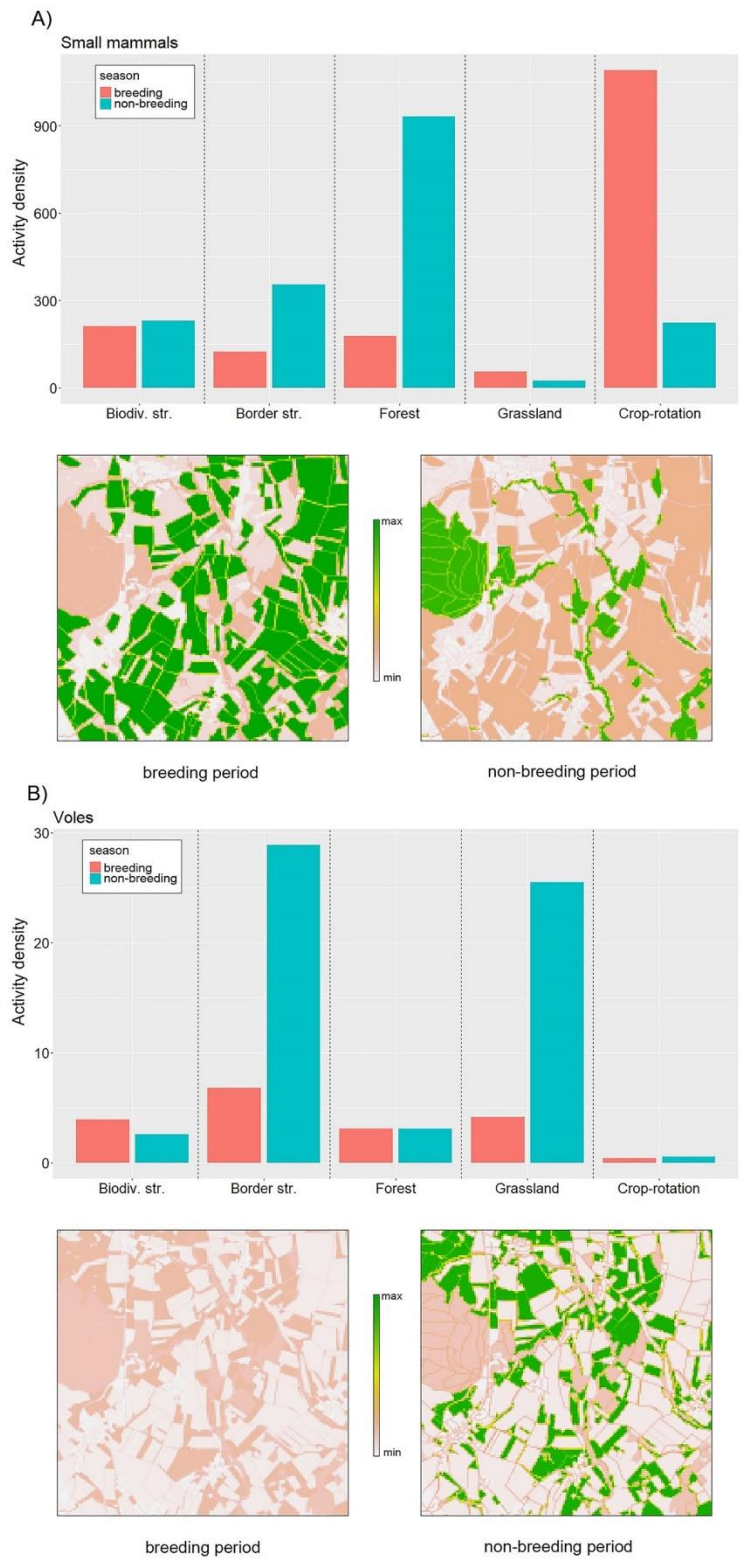 A)
Small mammals
season
breeding
non-breeding
Activity density
900
600
300
0
Biodiv. str. Border str. Forest Grassland Crop-rotation
max
min
breeding period non-breeding period
B)
Voles
season
breeding
non-breeding
Activity density
30
20
10
0
Biodiv. str. Border str. Forest Grassland Crop-rotation
max
min
breeding period non-breeding period